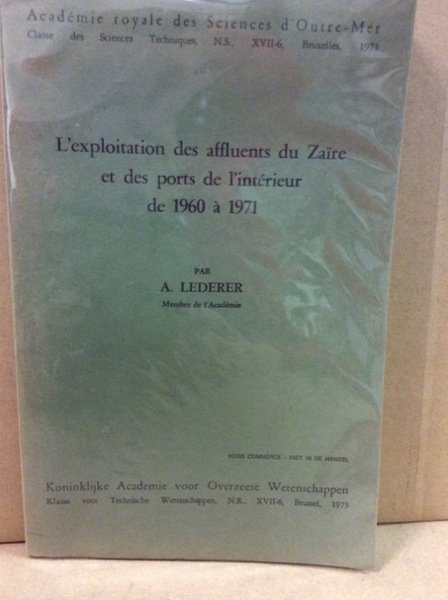 Académie royale des Sciences d'Outre-Mer
Classe des Sciences Techniques, N.S., XVII-6, Bruxelles, 1973
L'exploitation des affluents du Zaïre
et des ports de l'intérieur
de 1960 à 1971
PAR
A. LEDERER
Membre de l'Académie
HORS COMMERCE - NIET IN DE HANDEL
Koninklijke Academie voor Overzeese Wetenschappen
Klasse voor Technische Wetenschappen, N.R., XVII-6, Brussel, 1973